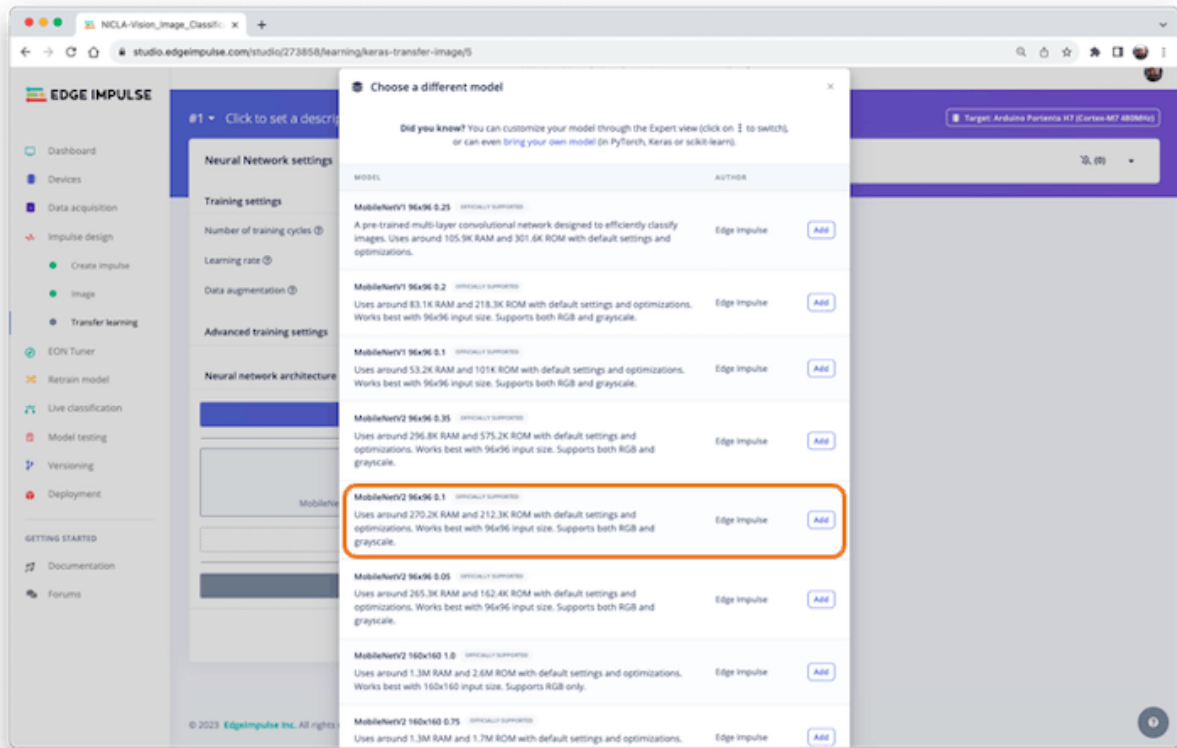 NICLA-Vision_Image_Classific
studio.edgeimpulse.com/studio/273858/learning/keras-transfer-image/5
EDGE IMPULSE
Dashboard
Devices
Data acquisition
Impulse design
Create impulse
Image
Transfer learning
EON Tuner
Retrain model
Live classification
Model testing
Versioning
Deployment
GETTING STARTED
Documentation
Forums
#1 Click to set a descrip
Target: Arduino Portenta H7 (Cortex-M7 480MHz)
(0)
Neural Network settings
Training settings
Number of training cycles
Learning rate
Data augmentation
Advanced training settings
Neural network architecture
MobileNe
© 2023 EdgeImpulse Inc. All rights
Choose a different model
Did you know? You can customize your model through the Expert view (click on ⋮ to switch),
or can even bring your own model (in PyTorch, Keras or scikit-learn).
MODEL AUTHOR
MobileNetV1 96x96 0.25 OFFICIALLY SUPPORTED
A pre-trained multi-layer convolutional network designed to efficiently classify
images. Uses around 105.9K RAM and 301.6K ROM with default settings and
optimizations.
Edge Impulse Add
MobileNetV1 96x96 0.2 OFFICIALLY SUPPORTED
Uses around 83.1K RAM and 218.3K ROM with default settings and optimizations.
Works best with 96x96 input size. Supports both RGB and grayscale.
Edge Impulse Add
MobileNetV1 96x96 0.1 OFFICIALLY SUPPORTED
Uses around 53.2K RAM and 101K ROM with default settings and optimizations.
Works best with 96x96 input size. Supports both RGB and grayscale.
Edge Impulse Add
MobileNetV2 96x96 0.35 OFFICIALLY SUPPORTED
Uses around 296.8K RAM and 575.2K ROM with default settings and
optimizations. Works best with 96x96 input size. Supports both RGB and
grayscale.
Edge Impulse Add
MobileNetV2 96x96 0.1 OFFICIALLY SUPPORTED
Uses around 270.2K RAM and 212.3K ROM with default settings and
optimizations. Works best with 96x96 input size. Supports both RGB and
grayscale.
Edge Impulse Add
MobileNetV2 96x96 0.05 OFFICIALLY SUPPORTED
Uses around 265.3K RAM and 162.4K ROM with default settings and
optimizations. Works best with 96x96 input size. Supports both RGB and
grayscale.
Edge Impulse Add
MobileNetV2 160x160 1.0 OFFICIALLY SUPPORTED
Uses around 1.3M RAM and 2.6M ROM with default settings and optimizations.
Works best with 160x160 input size. Supports RGB only.
Edge Impulse Add
MobileNetV2 160x160 0.75 OFFICIALLY SUPPORTED
Uses around 1.3M RAM and 1.7M ROM with default settings and optimizations.
Edge Impulse Add